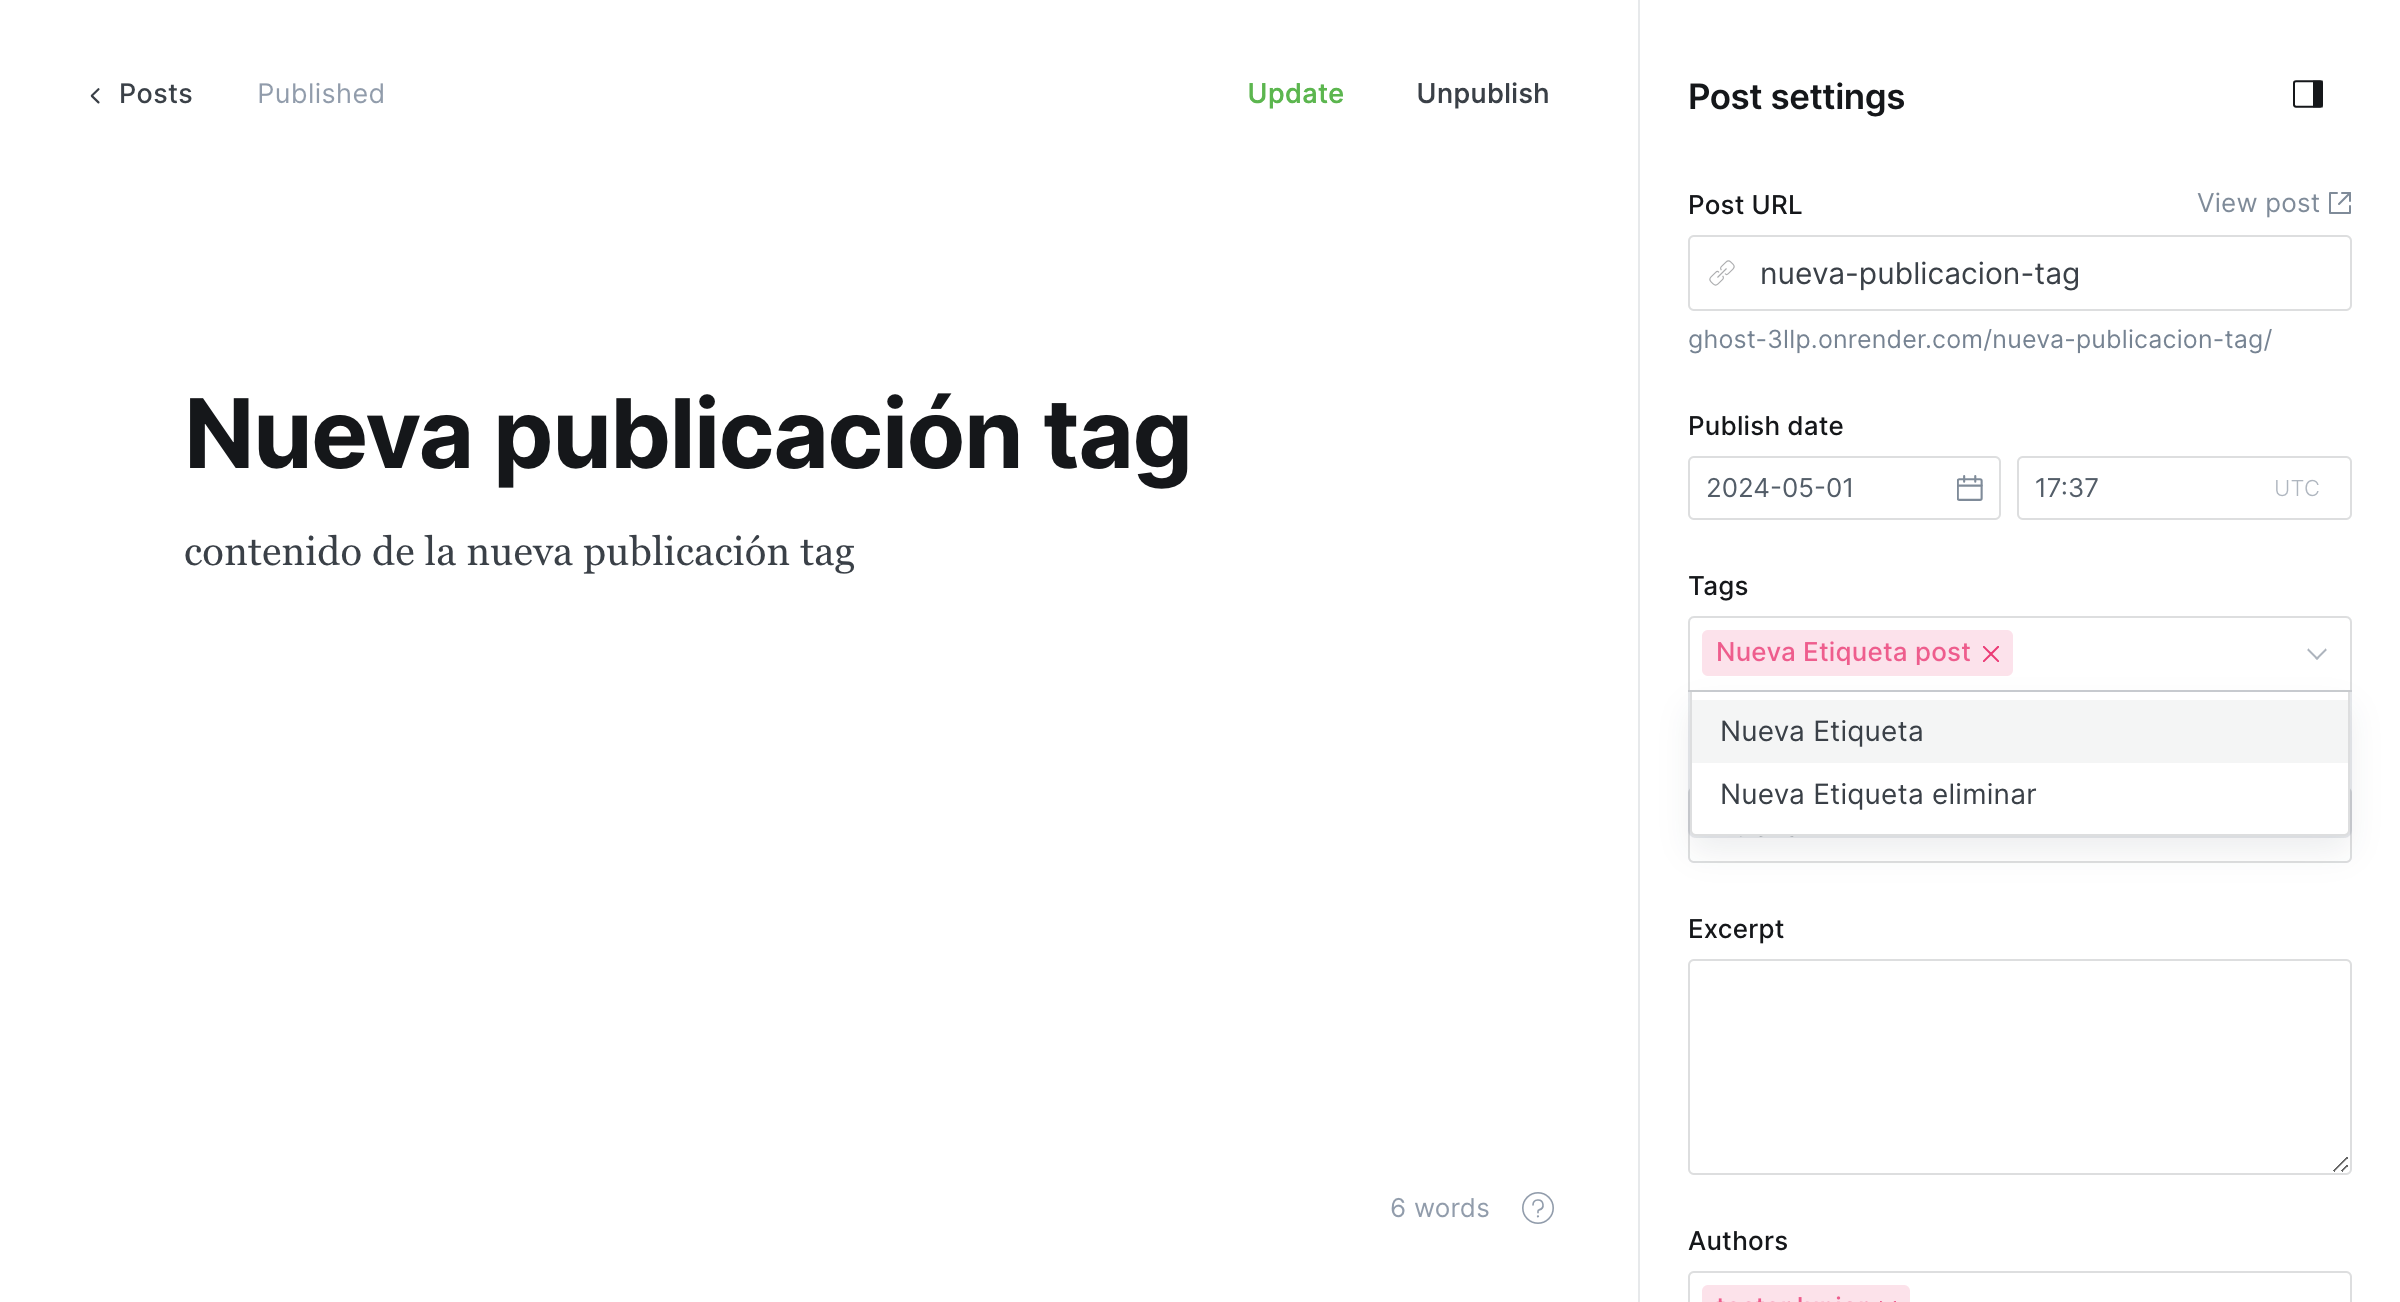 Posts
Published
Update
Unpublish
Nueva publicación tag
contenido de la nueva publicación tag
6 words
?
Post settings
Post URL
View post
nueva-publicacion-tag
ghost-3llp.onrender.com/nueva-publicacion-tag/
Publish date
2024-05-01
17:37
UTC
Tags
Nueva Etiqueta post
Nueva Etiqueta
Nueva Etiqueta eliminar
Excerpt
Authors